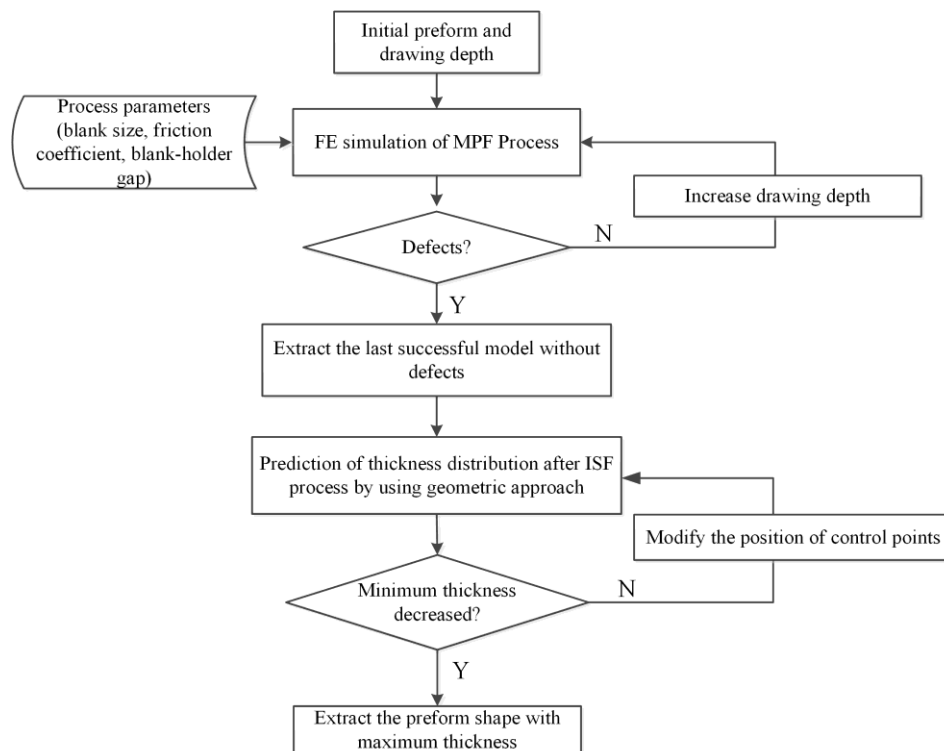 Initial preform and
drawing depth
Process parameters
(blank size, friction
coefficient, blank-holder
gap)
FE simulation of MPF Process
Increase drawing depth
Defects?
N
Y
Extract the last successful model without
defects
Prediction of thickness distribution after ISF
process by using geometric approach
Modify the position of control points
Minimum thickness
decreased?
N
Y
Extract the preform shape with
maximum thickness